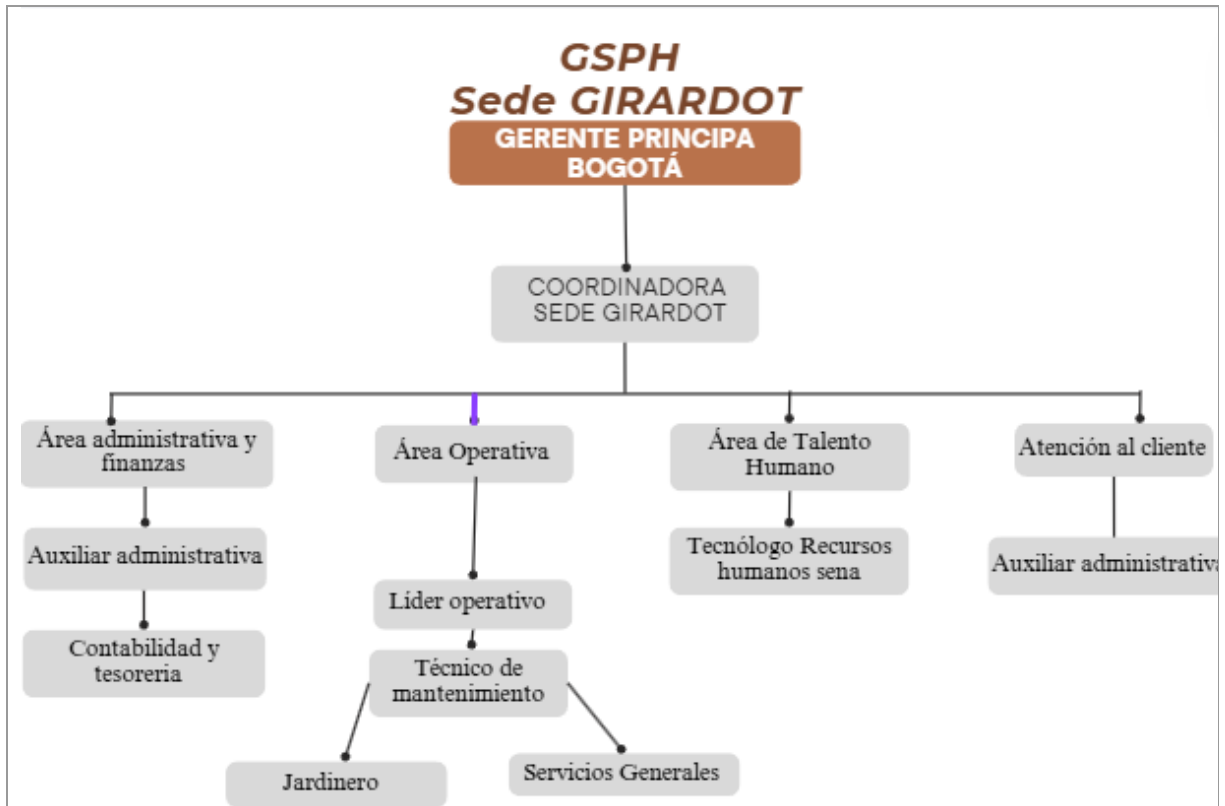 GSPH
Sede GIRARDOT
GERENTE PRINCIPA
BOGOTÁ
COORDINADORA
SEDE GIRARDOT
Área administrativa y
finanzas
Área Operativa
Área de Talento
Humano
Atención al cliente
Auxiliar administrativa
Tecnólogo Recursos
humanos sena
Auxiliar administrativa
Líder operativo
Contabilidad y
tesoreria
Técnico de
mantenimiento
Jardinero
Servicios Generales